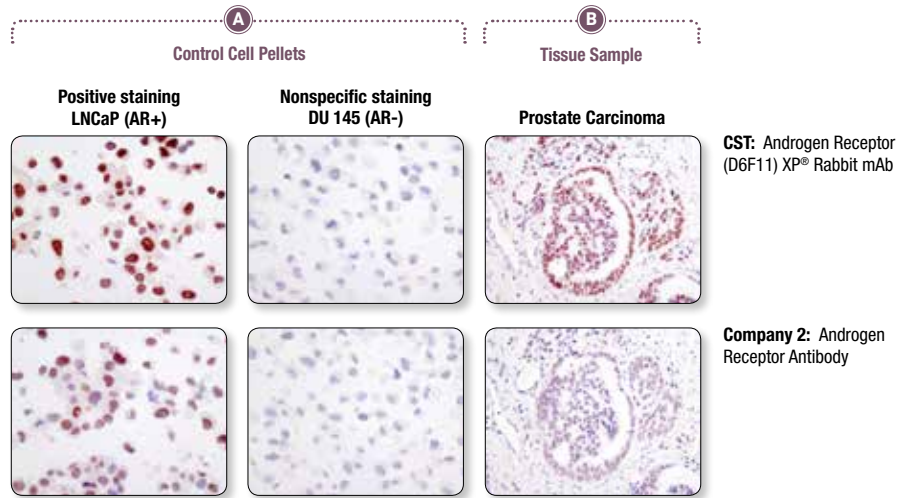 A
Control Cell Pellets
B
Tissue Sample
Positive staining
LNCaP (AR+)
Nonspecific staining
DU 145 (AR-)
Prostate Carcinoma
CST: Androgen Receptor
(D6F11) XP® Rabbit mAb
Company 2: Androgen
Receptor Antibody